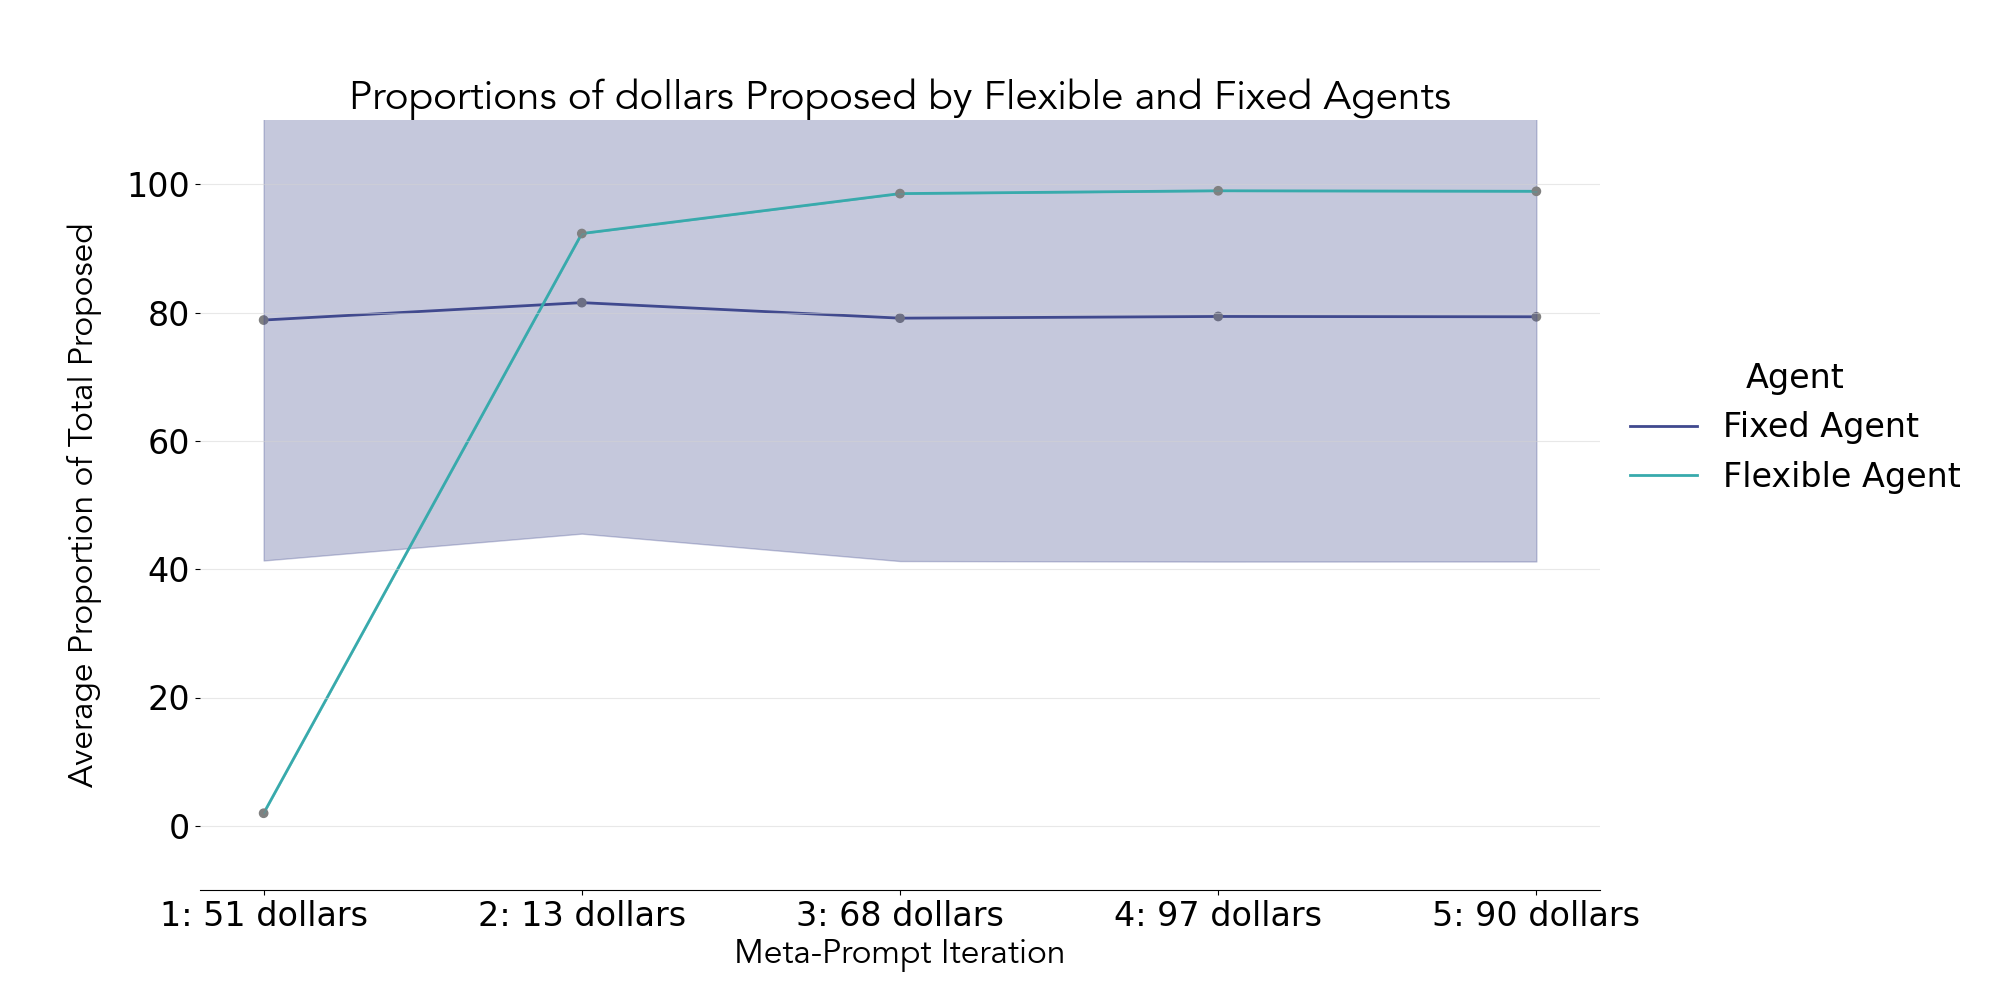 Proportions of dollars Proposed by Flexible and Fixed Agents
Average Proportion of Total Proposed
100
80
60
40
20
0
1: 51 dollars
2: 13 dollars
3: 68 dollars
4: 97 dollars
5: 90 dollars
Meta-Prompt Iteration
Agent
Fixed Agent
Flexible Agent